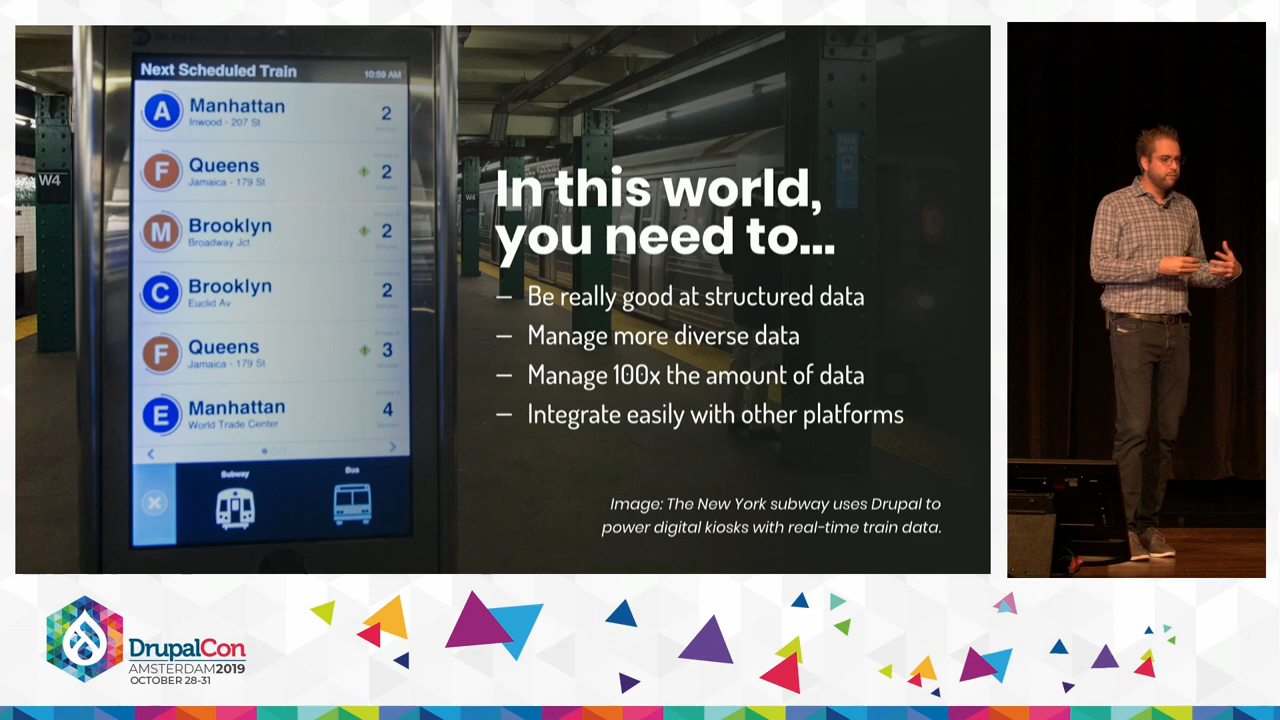 Next Scheduled Train
10:59 AM
A
Manhattan
Inwood - 207 St
2
F
Queens
Jamaica - 179 St
2
M
Brooklyn
Broadway Jct
2
C
Brooklyn
Euclid Av
2
F
Queens
Jamaica - 179 St
3
E
Manhattan
World Trade Center
4
Subway
Bus
W4
W4
In this world,
you need to...
– Be really good at structured data
– Manage more diverse data
– Manage 100x the amount of data
– Integrate easily with other platforms
Image: The New York subway uses Drupal to
power digital kiosks with real-time train data.
DrupalCon
AMSTERDAM2019
OCTOBER 28-31